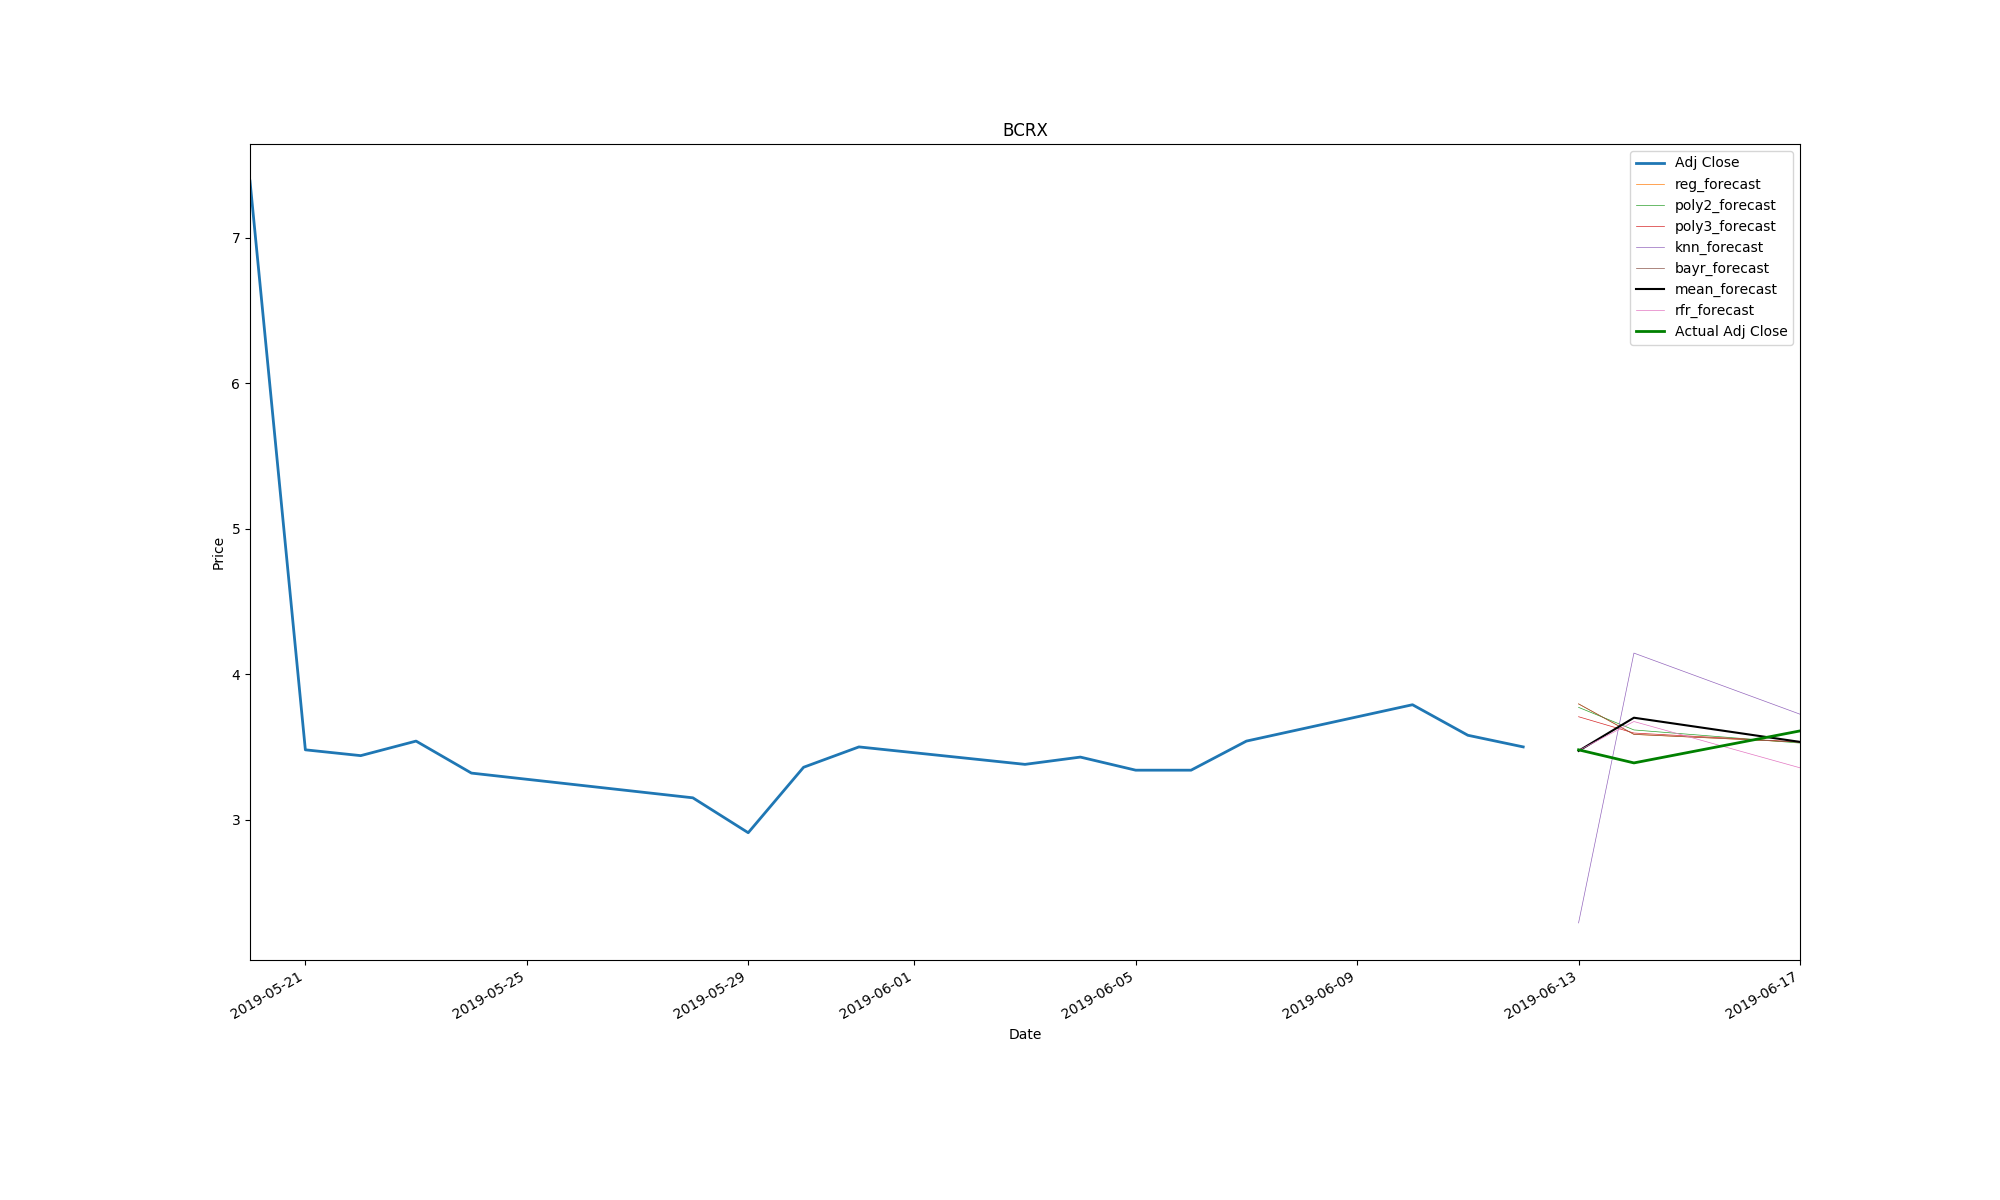 BCRX
Adj Close
reg_forecast
poly2_forecast
poly3_forecast
knn_forecast
bayr_forecast
mean_forecast
rfr_forecast
Actual Adj Close
7
6
5
4
3
Price
2019-05-21
2019-05-25
2019-05-29
2019-06-01
2019-06-05
2019-06-09
2019-06-13
2019-06-17
Date